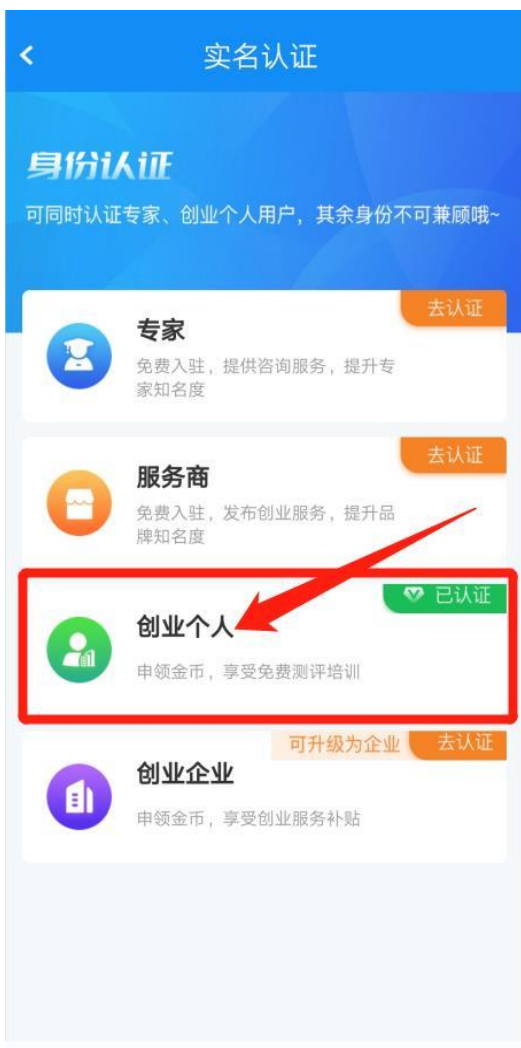 实名认证
身份认证
可同时认证专家、创业个人用户，其余身份不可兼顾哦~
去认证
专家
免费入驻，提供咨询服务，提升专
家知名度
去认证
服务商
免费入驻，发布创业服务，提升品
牌知名度
已认证
创业个人
申领金币，享受免费测评培训
可升级为企业 去认证
创业企业
申领金币，享受创业服务补贴